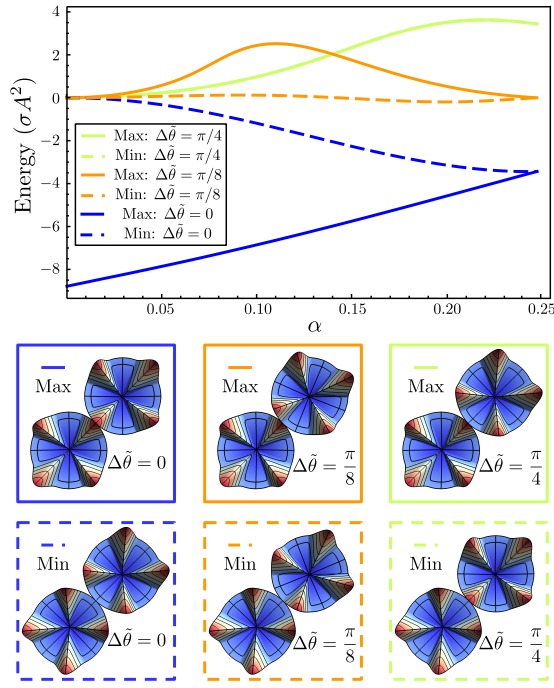 Energy (σA²)
4
2
0
−2
−4
−6
−8
Max: Δθ̃ = π/4
Min: Δθ̃ = π/4
Max: Δθ̃ = π/8
Min: Δθ̃ = π/8
Max: Δθ̃ = 0
Min: Δθ̃ = 0
0.05 0.10 0.15 0.20 0.25
α
Max
Δθ̃ = 0
Max
Δθ̃ = π/8
Max
Δθ̃ = π/4
Min
Δθ̃ = 0
Min
Δθ̃ = π/8
Min
Δθ̃ = π/4